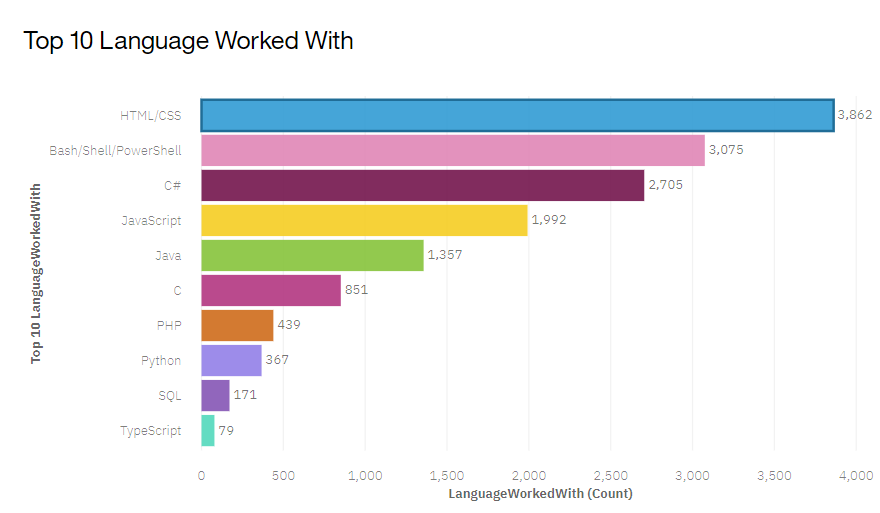 Top 10 Language Worked With
Top 10 LanguageWorkedWith
HTML/CSS 3,862
Bash/Shell/PowerShell 3,075
C# 2,705
JavaScript 1,992
Java 1,357
C 851
PHP 439
Python 367
SQL 171
TypeScript 79
0 500 1,000 1,500 2,000 2,500 3,000 3,500 4,000
LanguageWorkedWith (Count)